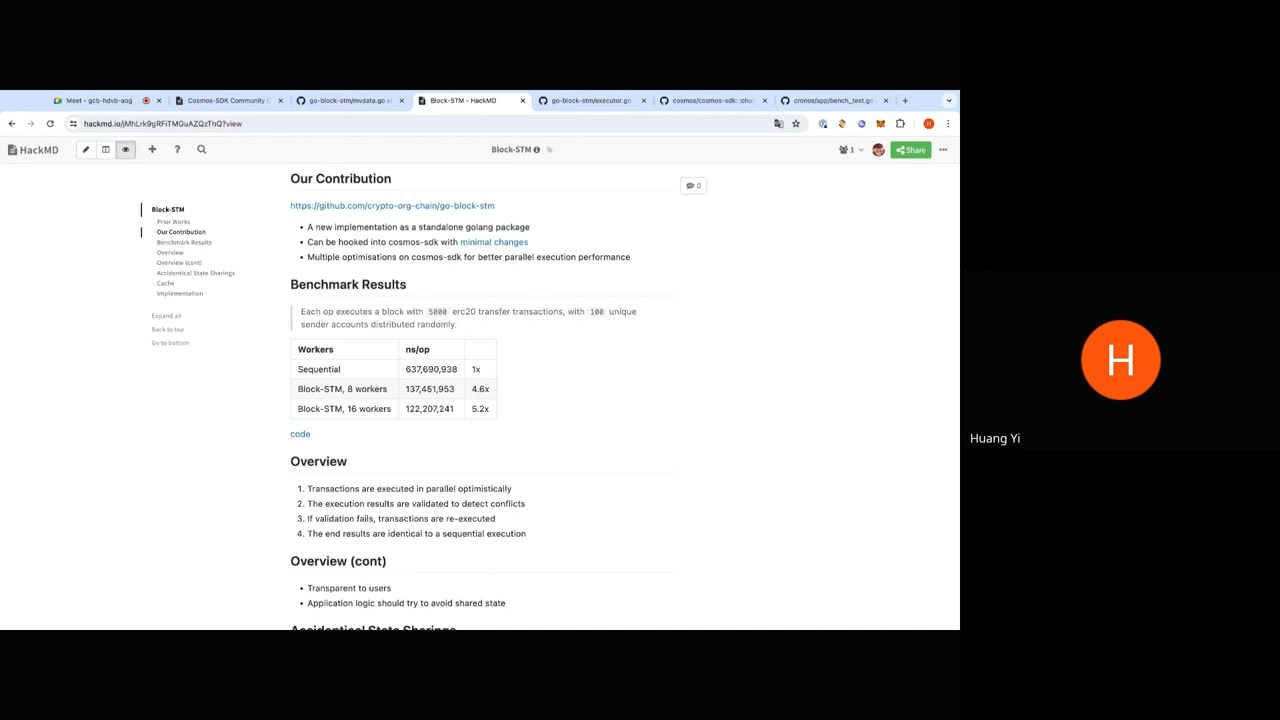 Meet - gcb-hdvb-aog
Cosmos-SDK Community C
go-block-stm/mvdata.go a
Block-STM - HackMD
go-block-stm/executor.go
cosmos/cosmos-sdk: :chai
cronos/app/bench_test.go
hackmd.io/jMhLrk9gRFiTMGuAZQzThQ?view
HackMD
Block-STM
1
Share
Our Contribution
0
https://github.com/crypto-org-chain/go-block-stm
• A new implementation as a standalone golang package
• Can be hooked into cosmos-sdk with minimal changes
• Multiple optimisations on cosmos-sdk for better parallel execution performance
Block-STM
Prior Works
Our Contribution
Benchmark Results
Overview
Overview (cont)
Accidentical State Sharings
Cache
Implementation
Expand all
Back to top
Go to bottom
Benchmark Results
Each op executes a block with 5000 erc20 transfer transactions, with 100 unique
sender accounts distributed randomly.
Workers ns/op
Sequential 637,690,938 1x
Block-STM, 8 workers 137,451,953 4.6x
Block-STM, 16 workers 122,207,241 5.2x
code
Overview
1. Transactions are executed in parallel optimistically
2. The execution results are validated to detect conflicts
3. If validation fails, transactions are re-executed
4. The end results are identical to a sequential execution
Overview (cont)
• Transparent to users
• Application logic should try to avoid shared state
Accidentical State Sharings
H
Huang Yi